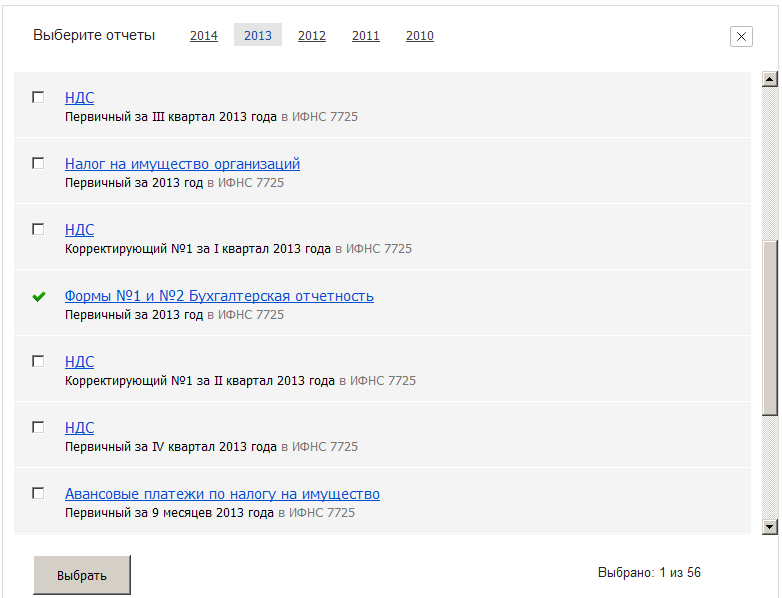 Выберите отчеты 2014 2013 2012 2011 2010
НДС
Первичный за III квартал 2013 года в ИФНС 7725
Налог на имущество организаций
Первичный за 2013 год в ИФНС 7725
НДС
Корректирующий №1 за I квартал 2013 года в ИФНС 7725
Формы №1 и №2 Бухгалтерская отчетность
Первичный за 2013 год в ИФНС 7725
НДС
Корректирующий №1 за II квартал 2013 года в ИФНС 7725
НДС
Первичный за IV квартал 2013 года в ИФНС 7725
Авансовые платежи по налогу на имущество
Первичный за 9 месяцев 2013 года в ИФНС 7725
Выбрать Выбрано: 1 из 56